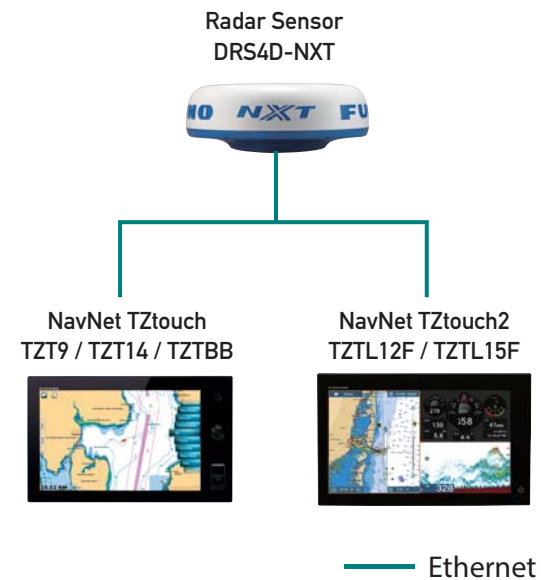 Radar Sensor
DRS4D-NXT
NO NXT FU
NavNet TZtouch
TZT9 / TZT14 / TZTBB
NavNet TZtouch2
TZTL12F / TZTL15F
Ethernet